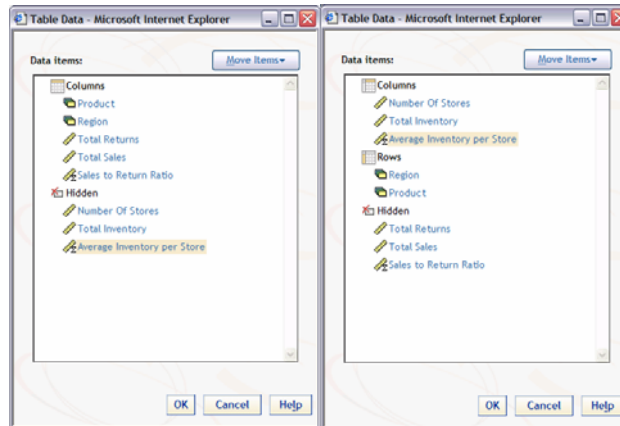 Table Data - Microsoft Internet Explorer
Data items:
Move Items
Columns
Product
Region
Total Returns
Total Sales
Sales to Return Ratio
Hidden
Number Of Stores
Total Inventory
Average Inventory per Store
OK
Cancel
Help
Table Data - Microsoft Internet Explorer
Data items:
Move Items
Columns
Number Of Stores
Total Inventory
Average Inventory per Store
Rows
Region
Product
Hidden
Total Returns
Total Sales
Sales to Return Ratio
OK
Cancel
Help